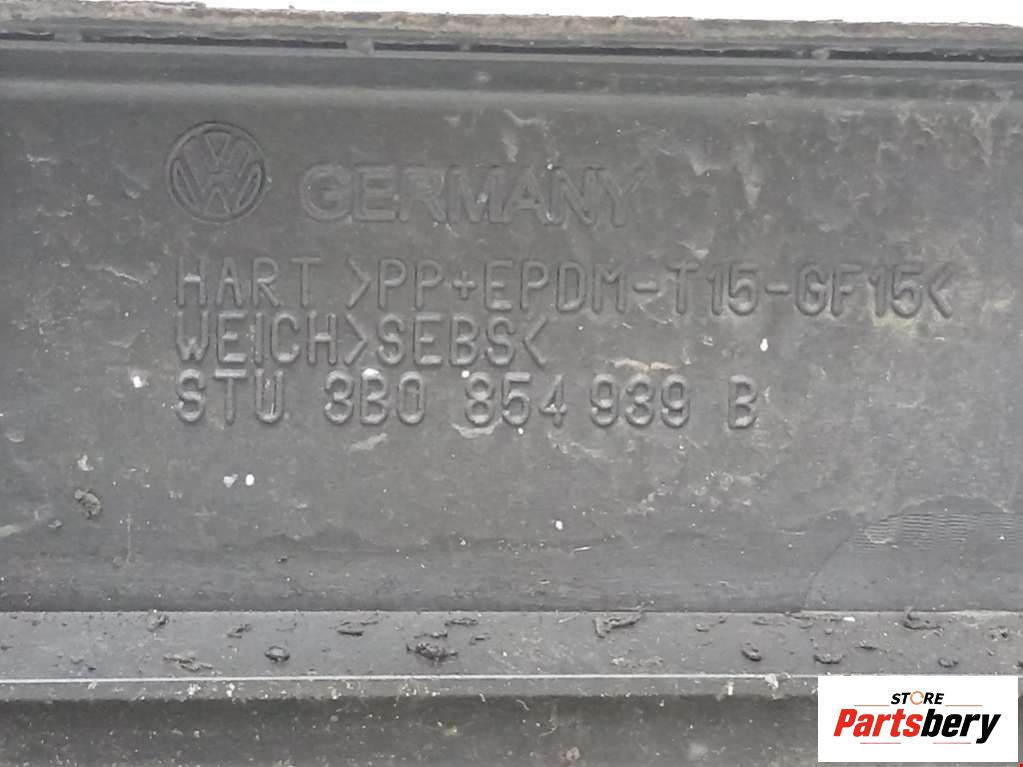 GERMANY
HART >PP+EPDM-T15-GF15<
WEICH>SEBS<
STU 3B0 854 939 B
STORE
Partsbery